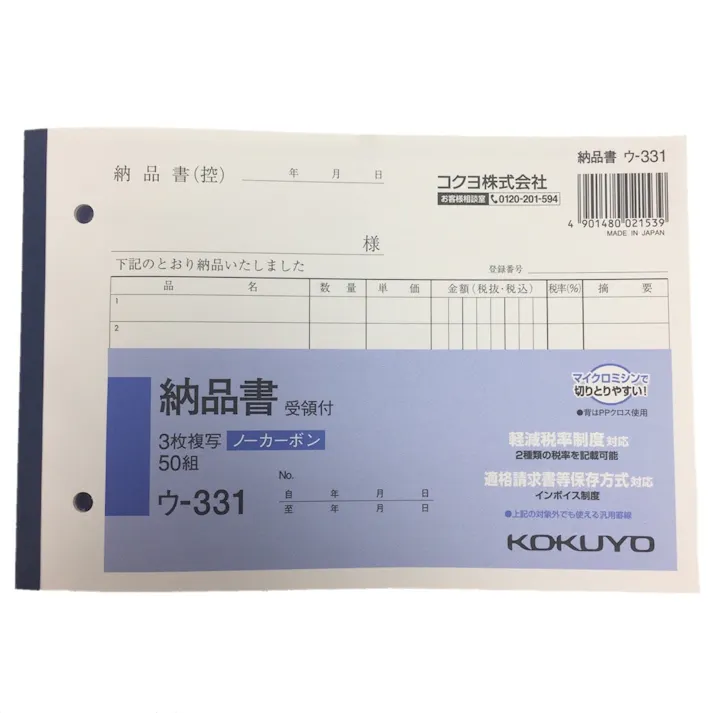 納品書 ウ-331
納品書(控) 年 月 日
コクヨ株式会社
お客様相談室 0120-201-594
4 901480 021539
MADE IN JAPAN
様
下記のとおり納品いたしました
登録番号
品 名 数 量 単 価 金額(税抜・税込) 税率(%) 摘 要
1
2
納品書 受領付
3枚複写 ノーカーボン
50組
ウ-331
No.
自 年 月 日
至 年 月 日
マイクロミシンで
切りとりやすい!
●背はPPクロス使用
軽減税率制度対応
2種類の税率を記載可能
適格請求書等保存方式対応
インボイス制度
●上記の対象外でも使える汎用罫線
KOKUYO